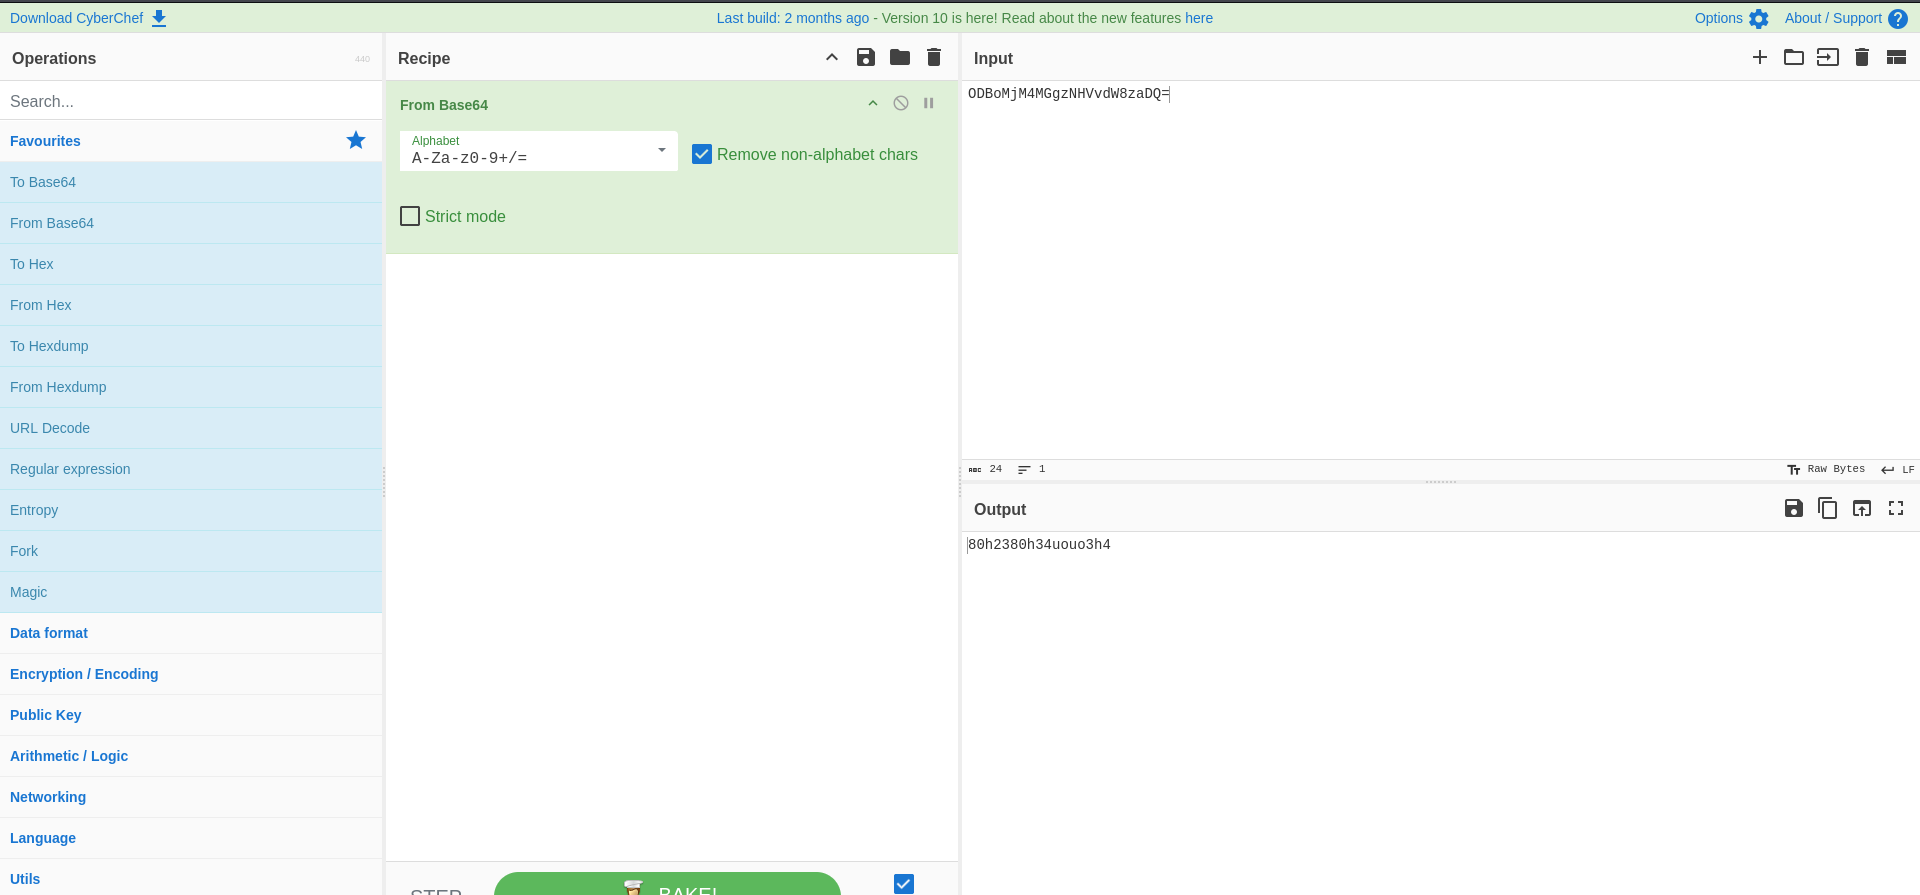 Download CyberChef
Last build: 2 months ago - Version 10 is here! Read about the new features here
Options
About / Support
Operations
440
Search...
Favourites
To Base64
From Base64
To Hex
From Hex
To Hexdump
From Hexdump
URL Decode
Regular expression
Entropy
Fork
Magic
Data format
Encryption / Encoding
Public Key
Arithmetic / Logic
Networking
Language
Utils
Recipe
From Base64
Alphabet
A-Za-z0-9+/=
Remove non-alphabet chars
Strict mode
STEP
BAKE!
Input
ODBoMjM4MGgzNHVvdW8zaDQ=
ABC 24
1
Tт Raw Bytes
LF
Output
80h2380h34uouo3h4